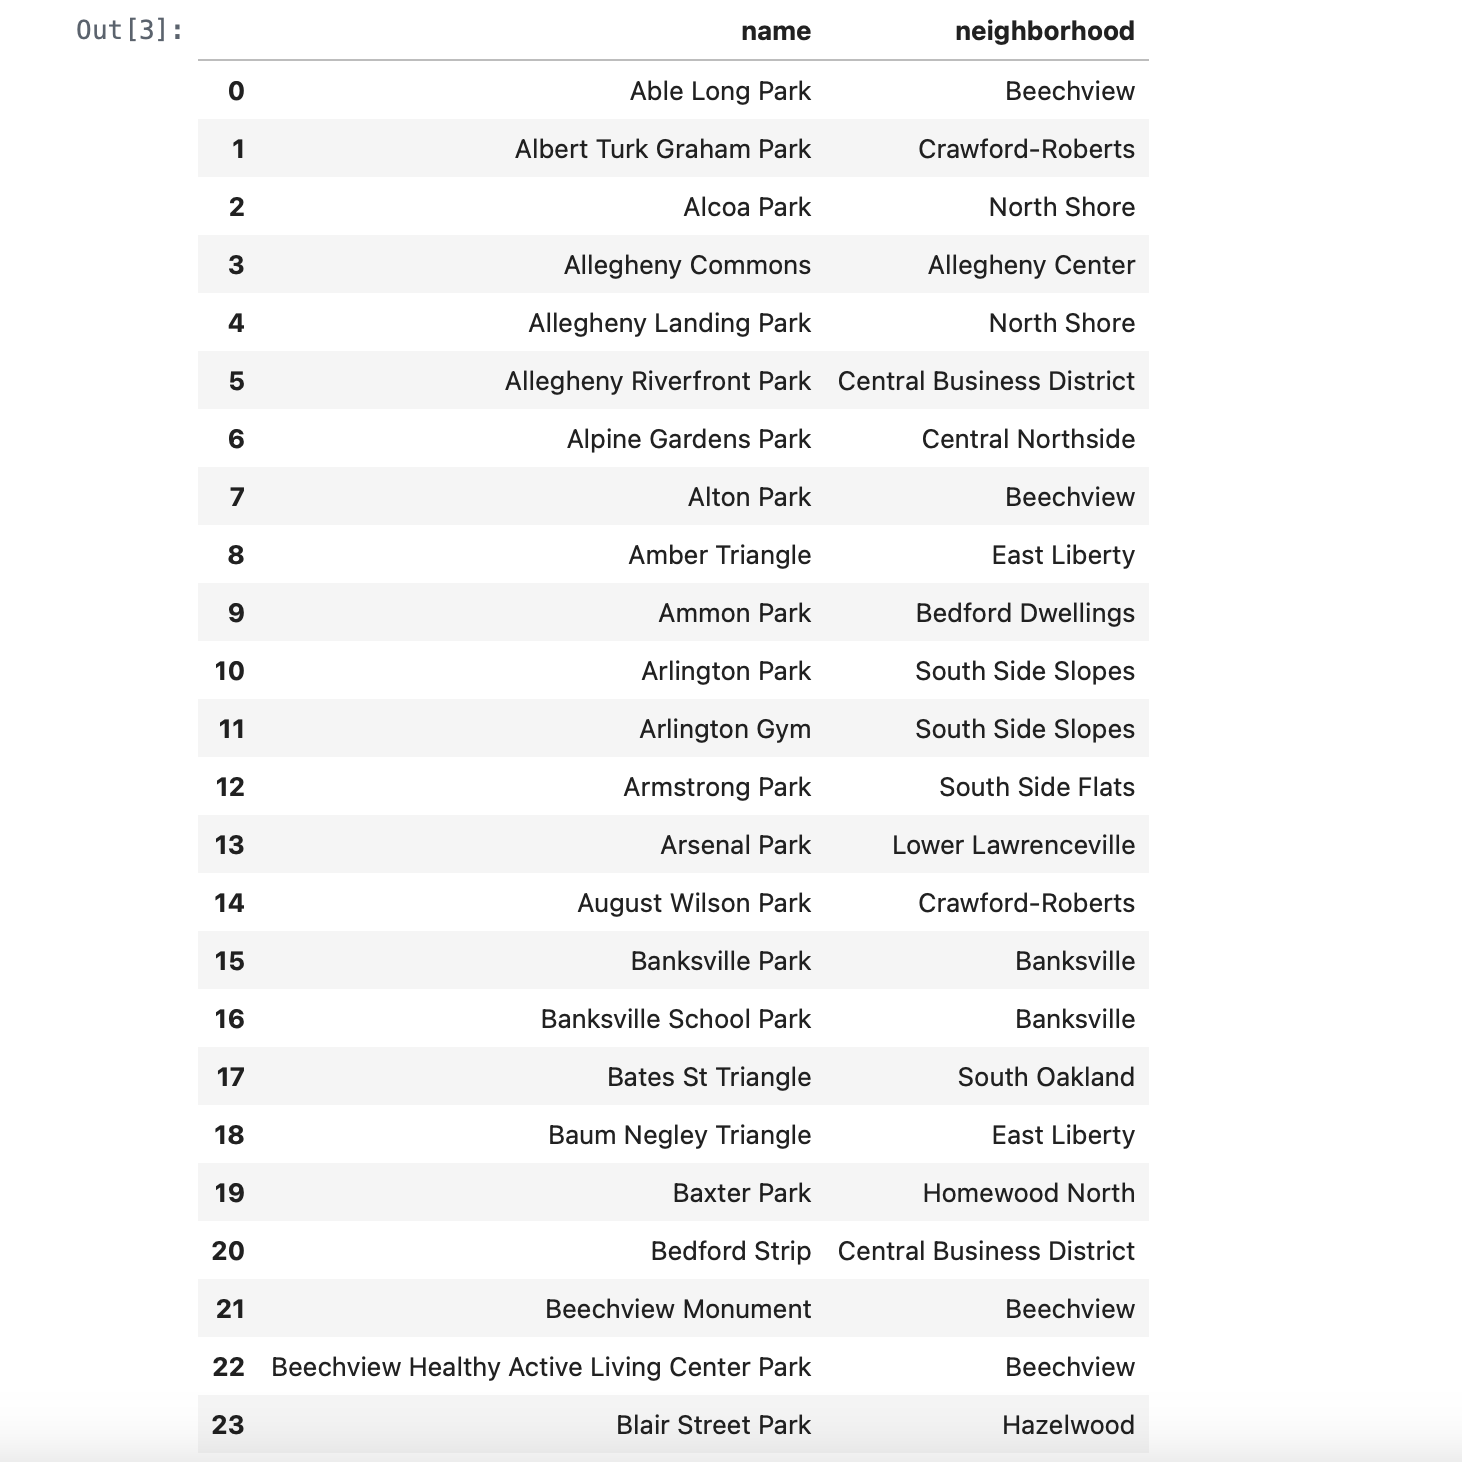 Out[3]:
name neighborhood
0 Able Long Park Beechview
1 Albert Turk Graham Park Crawford-Roberts
2 Alcoa Park North Shore
3 Allegheny Commons Allegheny Center
4 Allegheny Landing Park North Shore
5 Allegheny Riverfront Park Central Business District
6 Alpine Gardens Park Central Northside
7 Alton Park Beechview
8 Amber Triangle East Liberty
9 Ammon Park Bedford Dwellings
10 Arlington Park South Side Slopes
11 Arlington Gym South Side Slopes
12 Armstrong Park South Side Flats
13 Arsenal Park Lower Lawrenceville
14 August Wilson Park Crawford-Roberts
15 Banksville Park Banksville
16 Banksville School Park Banksville
17 Bates St Triangle South Oakland
18 Baum Negley Triangle East Liberty
19 Baxter Park Homewood North
20 Bedford Strip Central Business District
21 Beechview Monument Beechview
22 Beechview Healthy Active Living Center Park Beechview
23 Blair Street Park Hazelwood